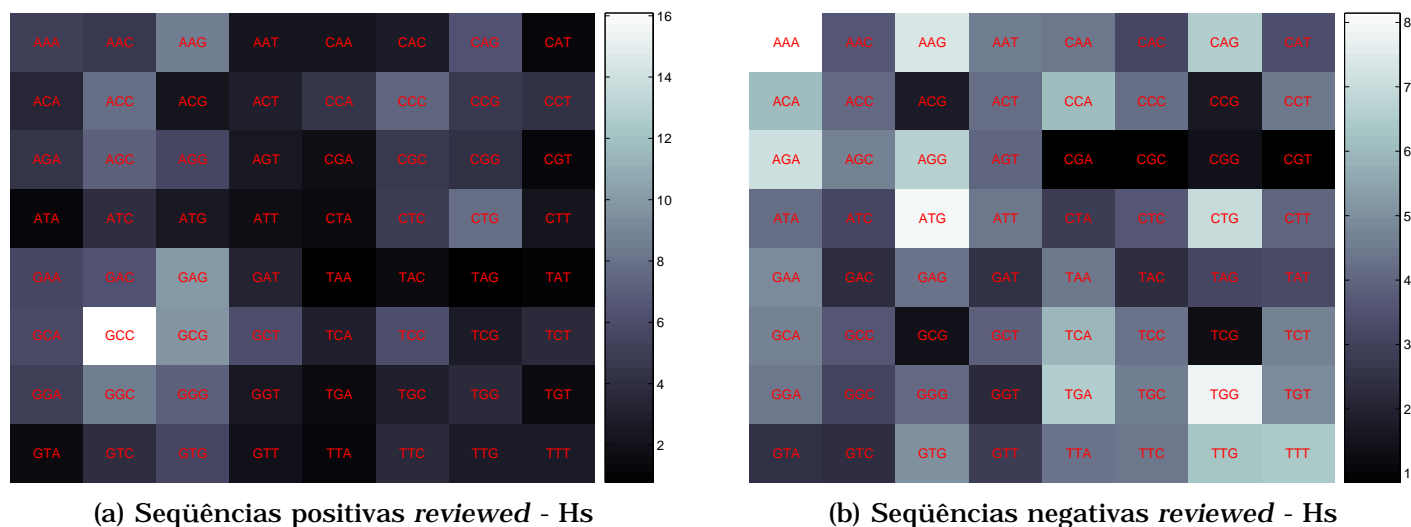 AAA AAC AAG AAT CAA CAC CAG CAT
ACA ACC ACG ACT CCA CCC CCG CCT
AGA AGC AGG AGT CGA CGC CGG CGT
ATA ATC ATG ATT CTA CTC CTG CTT
GAA GAC GAG GAT TAA TAC TAG TAT
GCA GCC GCG GCT TCA TCC TCG TCT
GGA GGC GGG GGT TGA TGC TGG TGT
GTA GTC GTG GTT TTA TTC TTG TTT
16
14
12
10
8
6
4
2
(a) Seqüências positivas reviewed - Hs
AAA AAC AAG AAT CAA CAC CAG CAT
ACA ACC ACG ACT CCA CCC CCG CCT
AGA AGC AGG AGT CGA CGC CGG CGT
ATA ATC ATG ATT CTA CTC CTG CTT
GAA GAC GAG GAT TAA TAC TAG TAT
GCA GCC GCG GCT TCA TCC TCG TCT
GGA GGC GGG GGT TGA TGC TGG TGT
GTA GTC GTG GTT TTA TTC TTG TTT
8
7
6
5
4
3
2
1
(b) Seqüências negativas reviewed - Hs